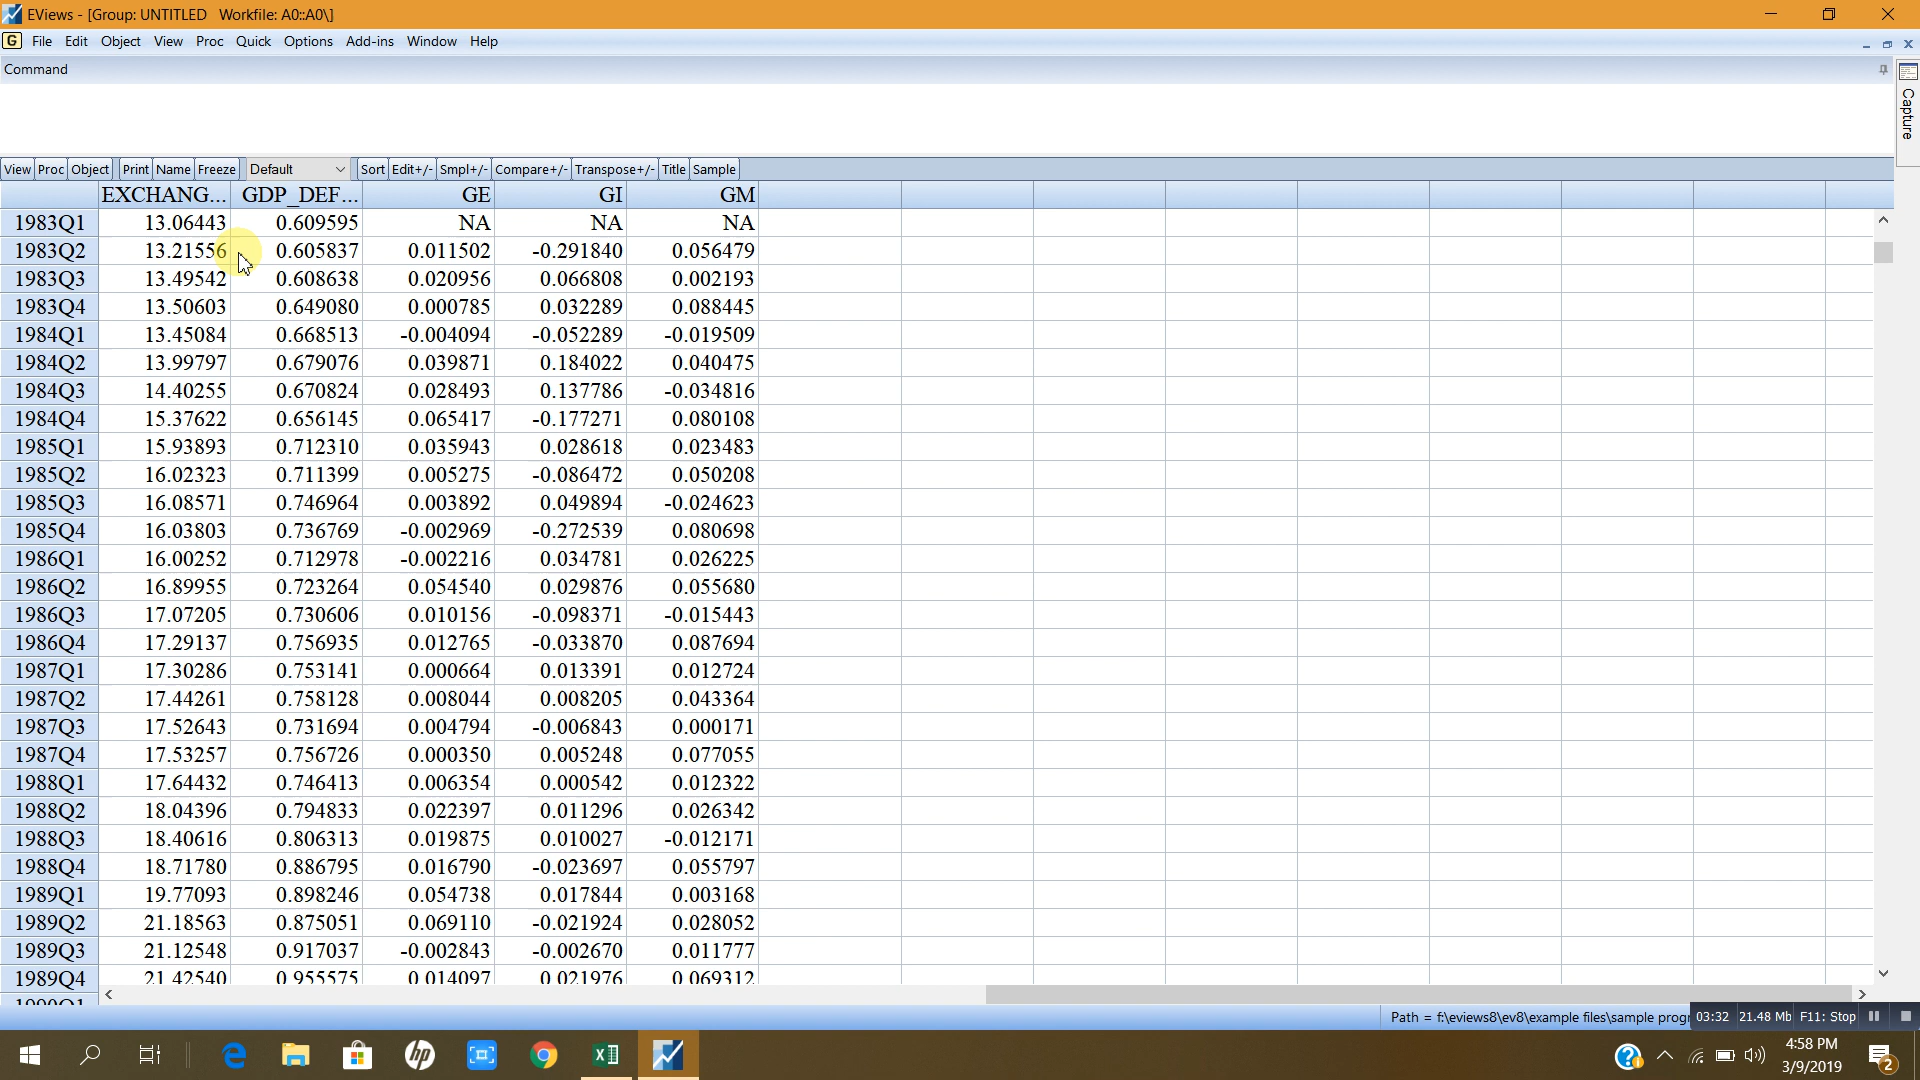 EViews - [Group: UNTITLED   Workfile: A0::A0\]
File Edit Object View Proc Quick Options Add-ins Window Help
Command
Capture
View Proc Object Print Name Freeze Default Sort Edit+/- Smpl+/- Compare+/- Transpose+/- Title Sample
EXCHANG... GDP_DEF... GE GI GM
1983Q1 13.06443 0.609595 NA NA NA
1983Q2 13.21556 0.605837 0.011502 -0.291840 0.056479
1983Q3 13.49542 0.608638 0.020956 0.066808 0.002193
1983Q4 13.50603 0.649080 0.000785 0.032289 0.088445
1984Q1 13.45084 0.668513 -0.004094 -0.052289 -0.019509
1984Q2 13.99797 0.679076 0.039871 0.184022 0.040475
1984Q3 14.40255 0.670824 0.028493 0.137786 -0.034816
1984Q4 15.37622 0.656145 0.065417 -0.177271 0.080108
1985Q1 15.93893 0.712310 0.035943 0.028618 0.023483
1985Q2 16.02323 0.711399 0.005275 -0.086472 0.050208
1985Q3 16.08571 0.746964 0.003892 0.049894 -0.024623
1985Q4 16.03803 0.736769 -0.002969 -0.272539 0.080698
1986Q1 16.00252 0.712978 -0.002216 0.034781 0.026225
1986Q2 16.89955 0.723264 0.054540 0.029876 0.055680
1986Q3 17.07205 0.730606 0.010156 -0.098371 -0.015443
1986Q4 17.29137 0.756935 0.012765 -0.033870 0.087694
1987Q1 17.30286 0.753141 0.000664 0.013391 0.012724
1987Q2 17.44261 0.758128 0.008044 0.008205 0.043364
1987Q3 17.52643 0.731694 0.004794 -0.006843 0.000171
1987Q4 17.53257 0.756726 0.000350 0.005248 0.077055
1988Q1 17.64432 0.746413 0.006354 0.000542 0.012322
1988Q2 18.04396 0.794833 0.022397 0.011296 0.026342
1988Q3 18.40616 0.806313 0.019875 0.010027 -0.012171
1988Q4 18.71780 0.886795 0.016790 -0.023697 0.055797
1989Q1 19.77093 0.898246 0.054738 0.017844 0.003168
1989Q2 21.18563 0.875051 0.069110 -0.021924 0.028052
1989Q3 21.12548 0.917037 -0.002843 -0.002670 0.011777
1989Q4 21.42540 0.955575 0.014097 0.021976 0.069312
1990Q1
Path = f:\eviews8\ev8\example files\sample progr
03:32 21.48 Mb F11: Stop
4:58 PM
3/9/2019
2